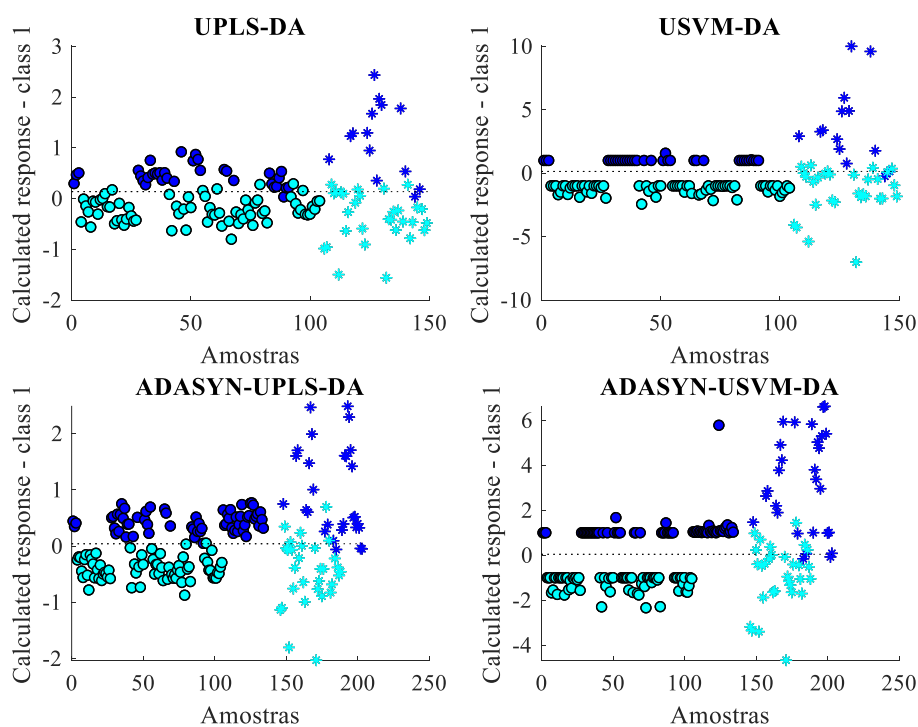 UPLS-DA
Calculated response - class 1
3
2
1
0
-1
-2
0 50 100 150
Amostras
USVM-DA
Calculated response - class 1
10
5
0
-5
-10
0 50 100 150
Amostras
ADASYN-UPLS-DA
Calculated response - class 1
2
1
0
-1
-2
0 50 100 150 200 250
Amostras
ADASYN-USVM-DA
Calculated response - class 1
6
4
2
0
-2
-4
0 50 100 150 200 250
Amostras